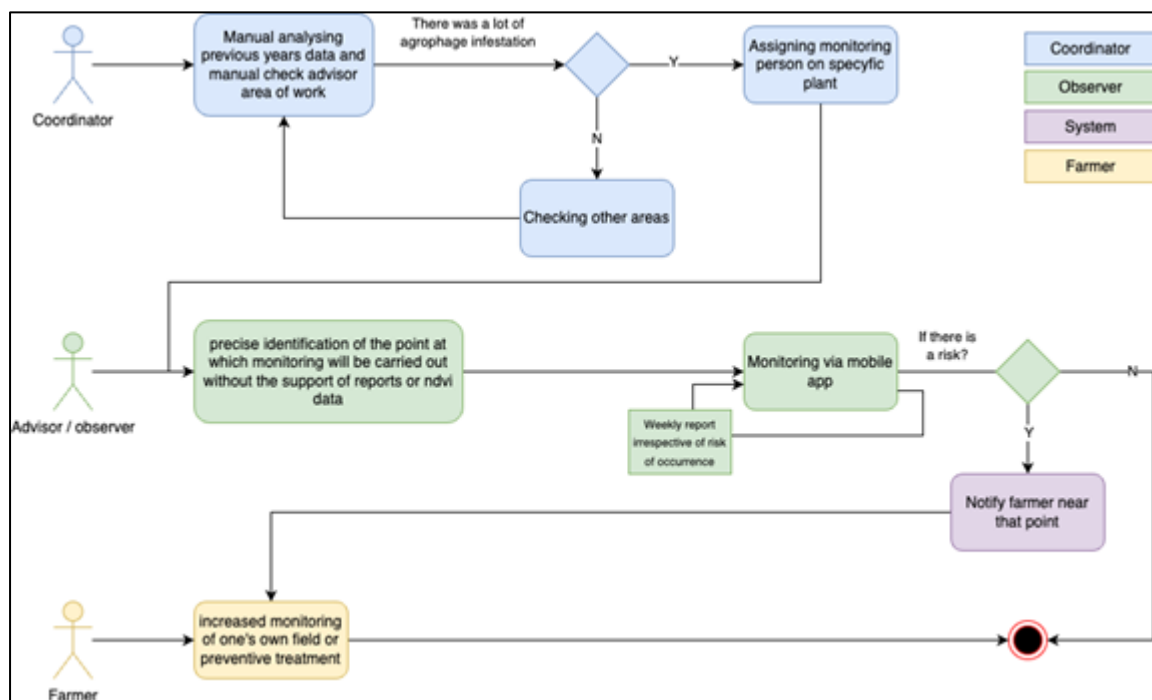 There was a lot of
agrophage infestation
Manual analysing
previous years data and
manual check advisor
area of work
Y
Assigning monitoring
person on specyfic
plant
Coordinator
Observer
System
Farmer
Coordinator
N
Checking other areas
precise identification of the point at
which monitoring will be carried out
without the support of reports or ndvi
data
Monitoring via mobile
app
If there is
a risk?
N
Advisor / observer
Weekly report
irrespective of risk
of occurrence
Y
Notify farmer near
that point
increased monitoring
of one's own field or
preventive treatment
Farmer